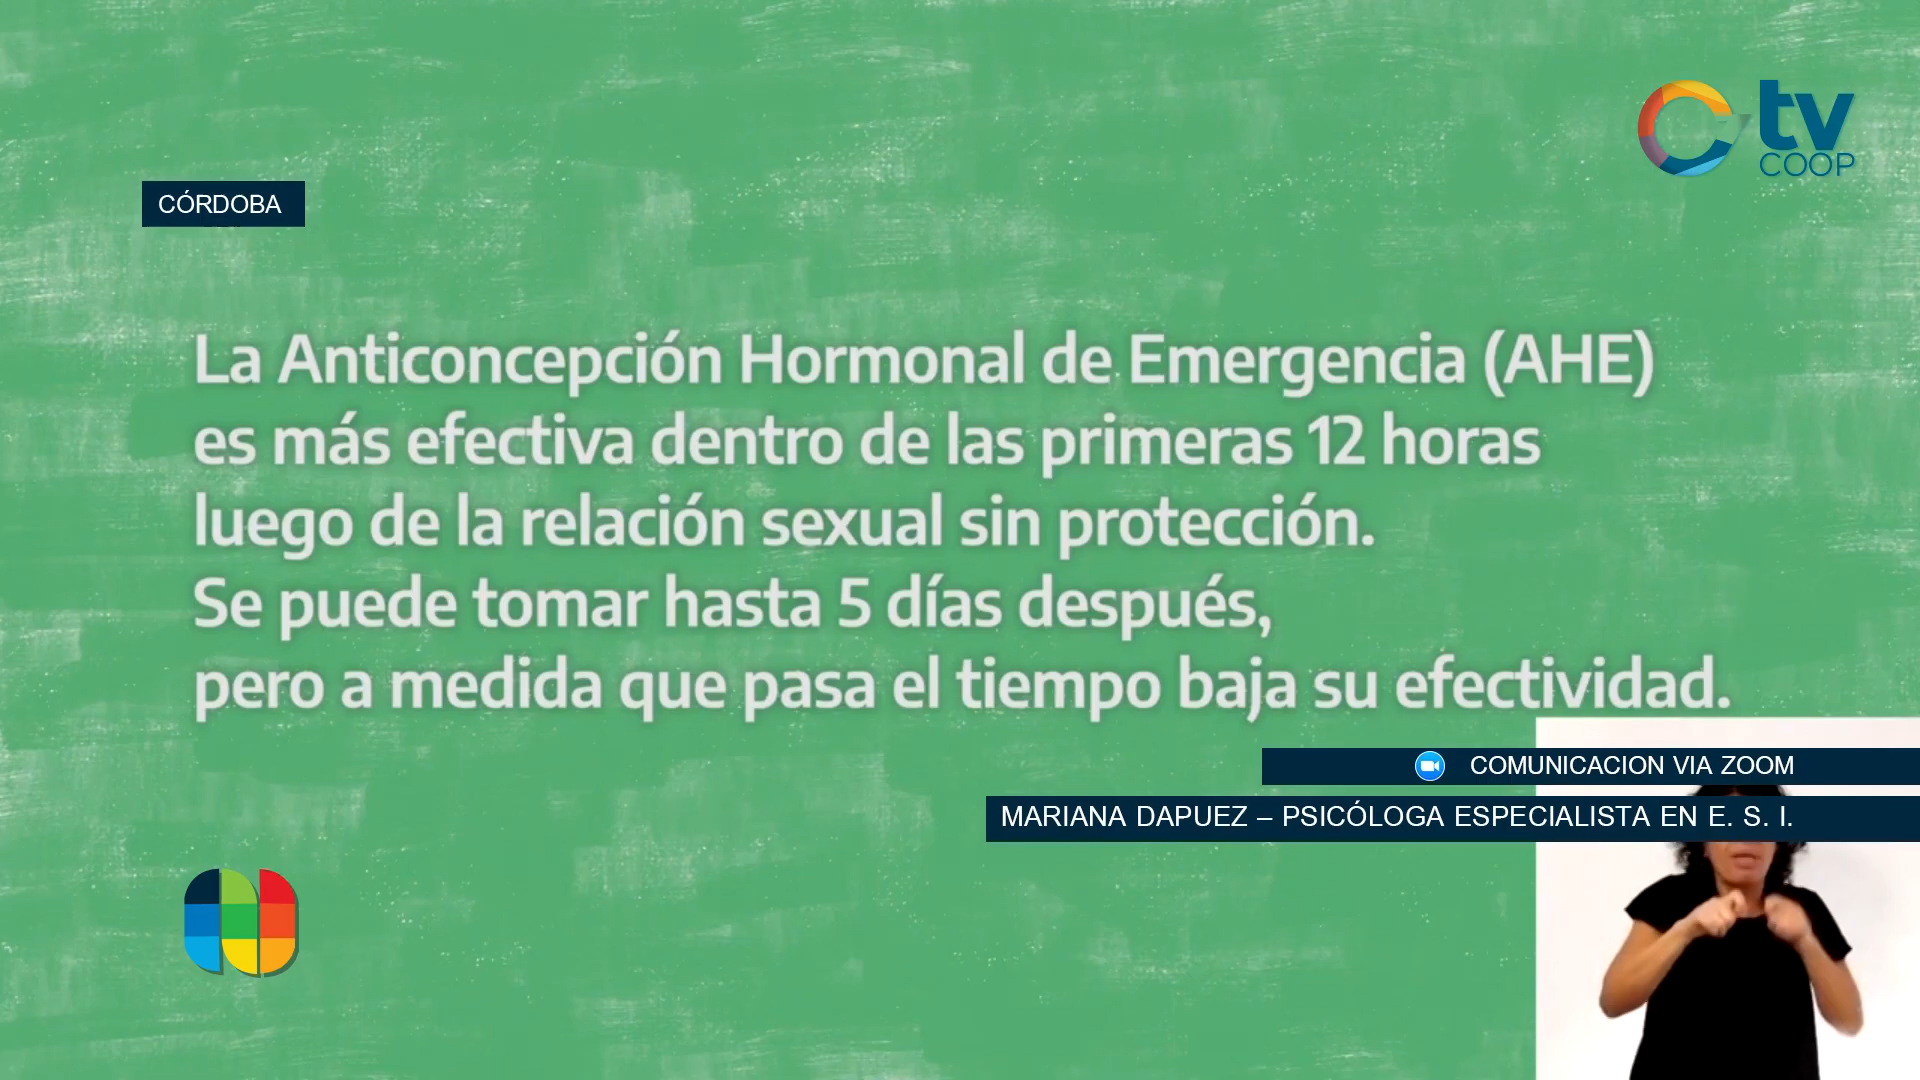 tv
COOP
CÓRDOBA
La Anticoncepción Hormonal de Emergencia (AHE)
es más efectiva dentro de las primeras 12 horas
luego de la relación sexual sin protección.
Se puede tomar hasta 5 días después,
pero a medida que pasa el tiempo baja su efectividad.
COMUNICACION VIA ZOOM
MARIANA DAPUEZ – PSICÓLOGA ESPECIALISTA EN E. S. I.